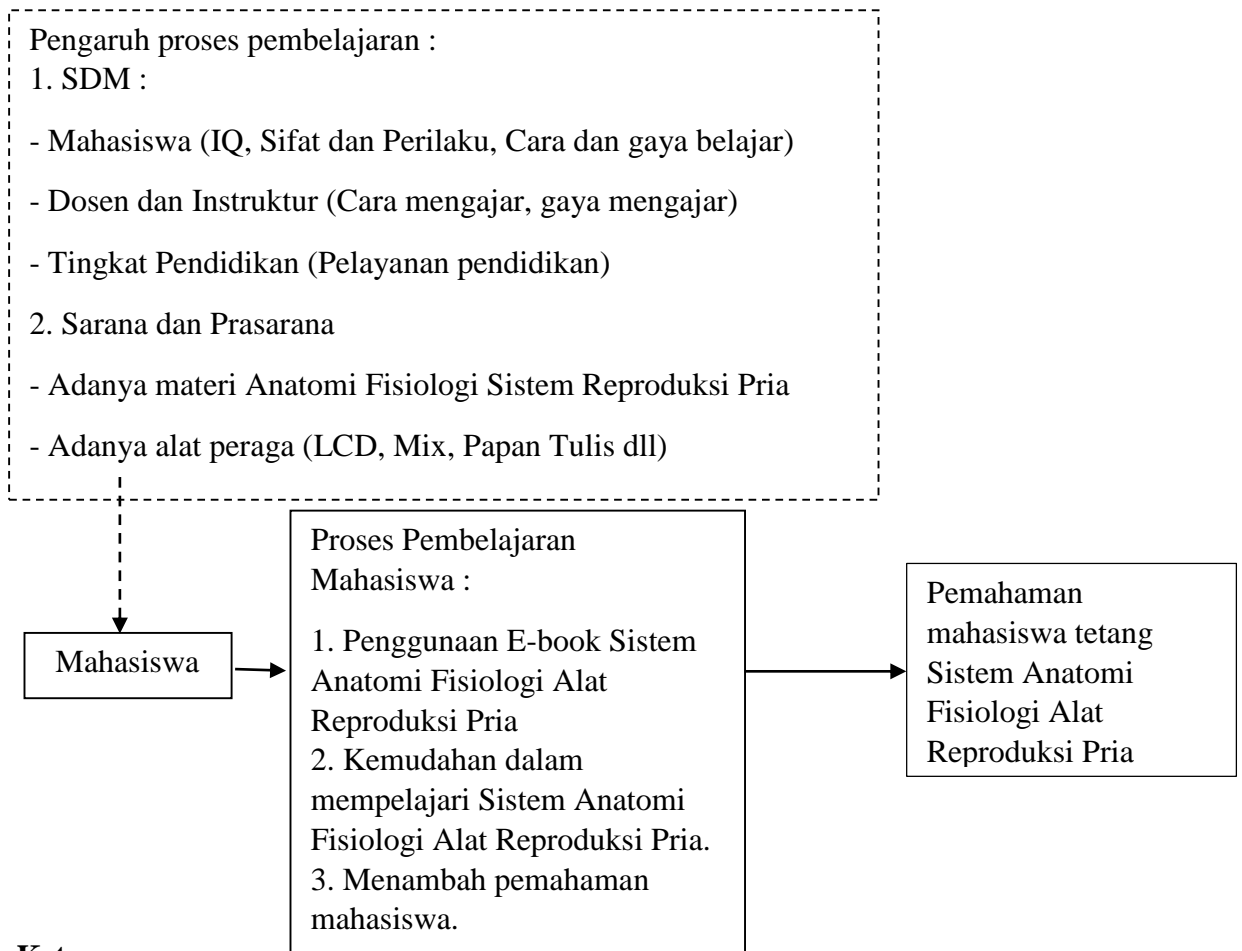 Pengaruh proses pembelajaran :
1. SDM :
- Mahasiswa (IQ, Sifat dan Perilaku, Cara dan gaya belajar)
- Dosen dan Instruktur (Cara mengajar, gaya mengajar)
- Tingkat Pendidikan (Pelayanan pendidikan)
2. Sarana dan Prasarana
- Adanya materi Anatomi Fisiologi Sistem Reproduksi Pria
- Adanya alat peraga (LCD, Mix, Papan Tulis dll)
Mahasiswa
Proses Pembelajaran
Mahasiswa :
1. Penggunaan E-book Sistem
Anatomi Fisiologi Alat
Reproduksi Pria
2. Kemudahan dalam
mempelajari Sistem Anatomi
Fisiologi Alat Reproduksi Pria.
3. Menambah pemahaman
mahasiswa.
Pemahaman
mahasiswa tetang
Sistem Anatomi
Fisiologi Alat
Reproduksi Pria